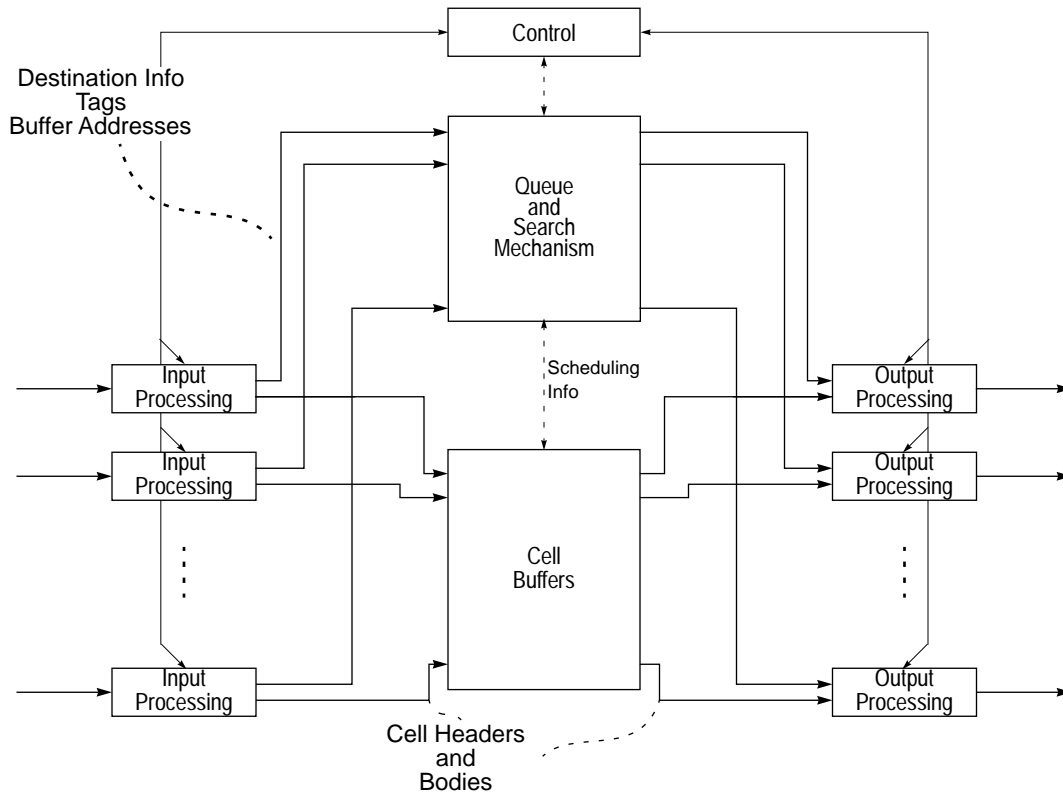 Control
Destination Info
Tags
Buffer Addresses
Queue
and
Search
Mechanism
Scheduling
Info
Input
Processing
Output
Processing
Input
Processing
Output
Processing
Cell
Buffers
Input
Processing
Output
Processing
Cell Headers
and
Bodies